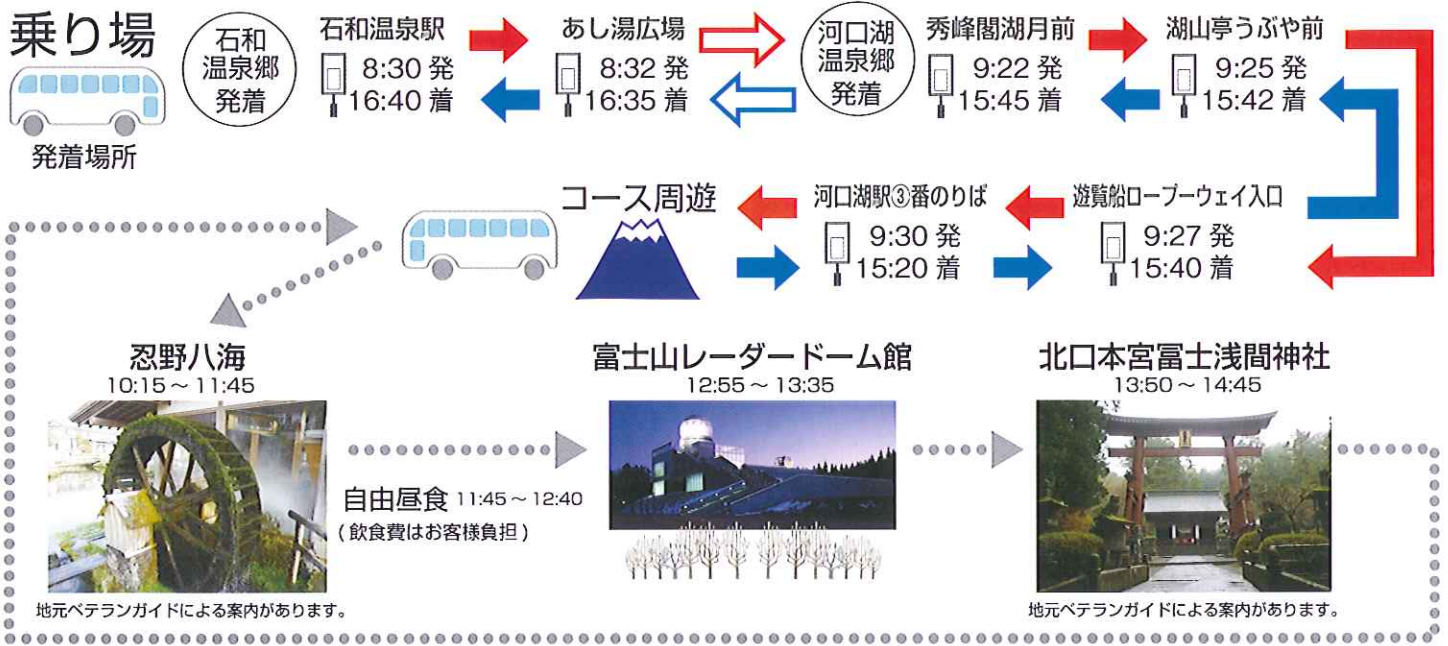 乗り場
発着場所
石和
温泉郷
発着
石和温泉駅
8:30 発
16:40 着
あし湯広場
8:32 発
16:35 着
河口湖
温泉郷
発着
秀峰閣湖月前
9:22 発
15:45 着
湖山亭うぶや前
9:25 発
15:42 着
コース周遊
河口湖駅③番のりば
9:30 発
15:20 着
遊覧船ロープーウェイ入口
9:27 発
15:40 着
忍野八海
10:15～11:45
地元ベテランガイドによる案内があります。
自由昼食 11:45～12:40
(飲食費はお客様負担)
富士山レーダードーム館
12:55～13:35
北口本宮冨士浅間神社
13:50～14:45
地元ベテランガイドによる案内があります。